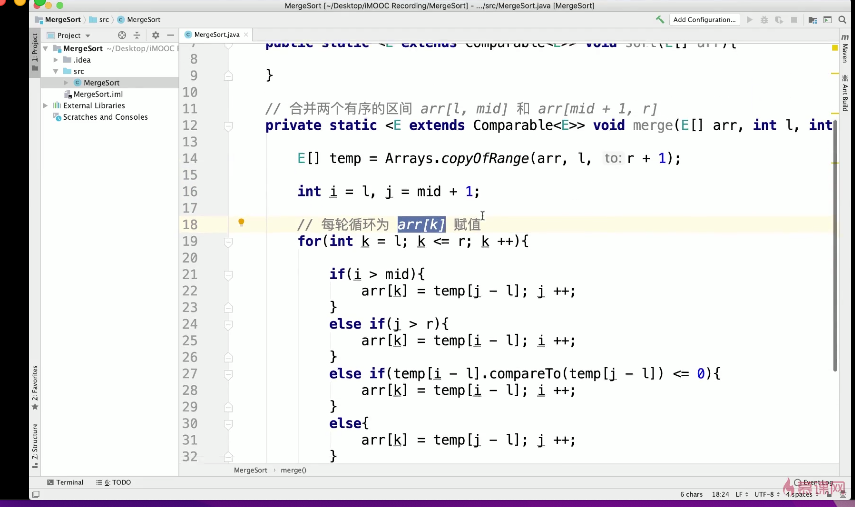 MergeSort [~/Desktop/iMOOC Recording/MergeSort] - .../src/MergeSort.java [MergeSort]
MergeSort src MergeSort
Add Configuration...
Project
MergeSort.java
MergeSort ~/Desktop/iMOOC
.idea
src
MergeSort
MergeSort.iml
External Libraries
Scratches and Consoles
1: Project
2: Favorites
Z: Structure
Maven
Ant Build
7 public static <E extends Comparable<E>> void sort(E[] arr){
8
9 }
10
11 // 合并两个有序的区间 arr[l, mid] 和 arr[mid + 1, r]
12 private static <E extends Comparable<E>> void merge(E[] arr, int l, int
13
14 E[] temp = Arrays.copyOfRange(arr, l, to: r + 1);
15
16 int i = l, j = mid + 1;
17
18 // 每轮循环为 arr[k] 赋值
19 for(int k = l; k <= r; k ++){
20
21 if(i > mid){
22 arr[k] = temp[j - l]; j ++;
23 }
24 else if(j > r){
25 arr[k] = temp[i - l]; i ++;
26 }
27 else if(temp[i - l].compareTo(temp[j - l]) <= 0){
28 arr[k] = temp[i - l]; i ++;
29 }
30 else{
31 arr[k] = temp[j - l]; j ++;
32 }
MergeSort merge()
Terminal 6: TODO
Event Log
慕课网
6 chars 18:24 LF UTF-8 4 spaces